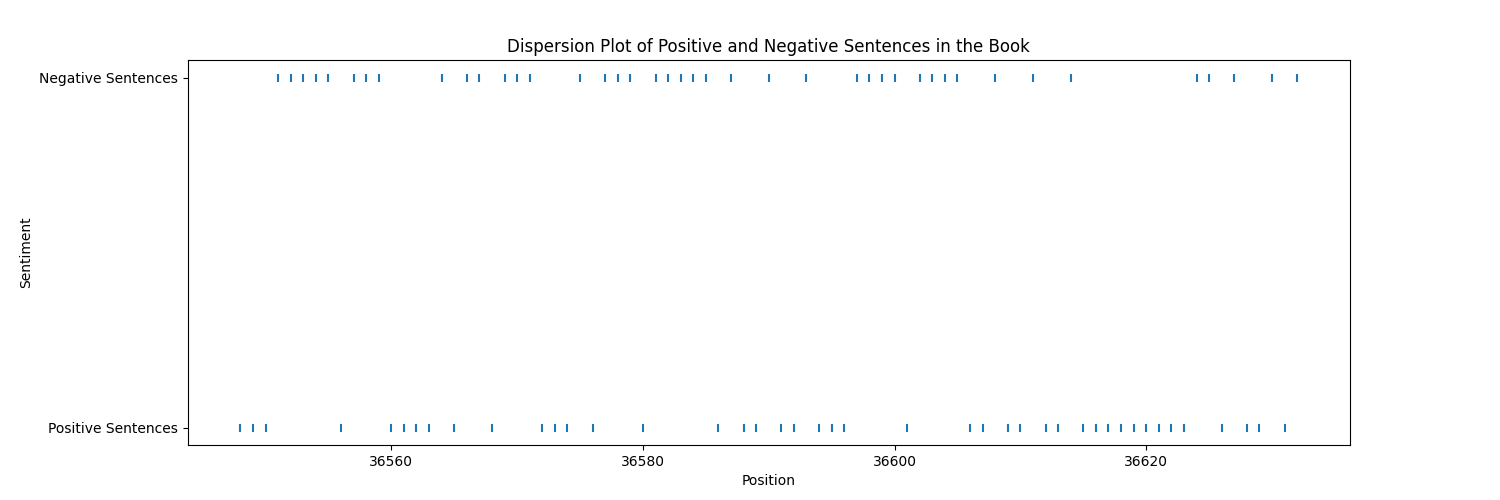 Dispersion Plot of Positive and Negative Sentences in the Book
Negative Sentences
Sentiment
Positive Sentences
36560 36580 36600 36620
Position